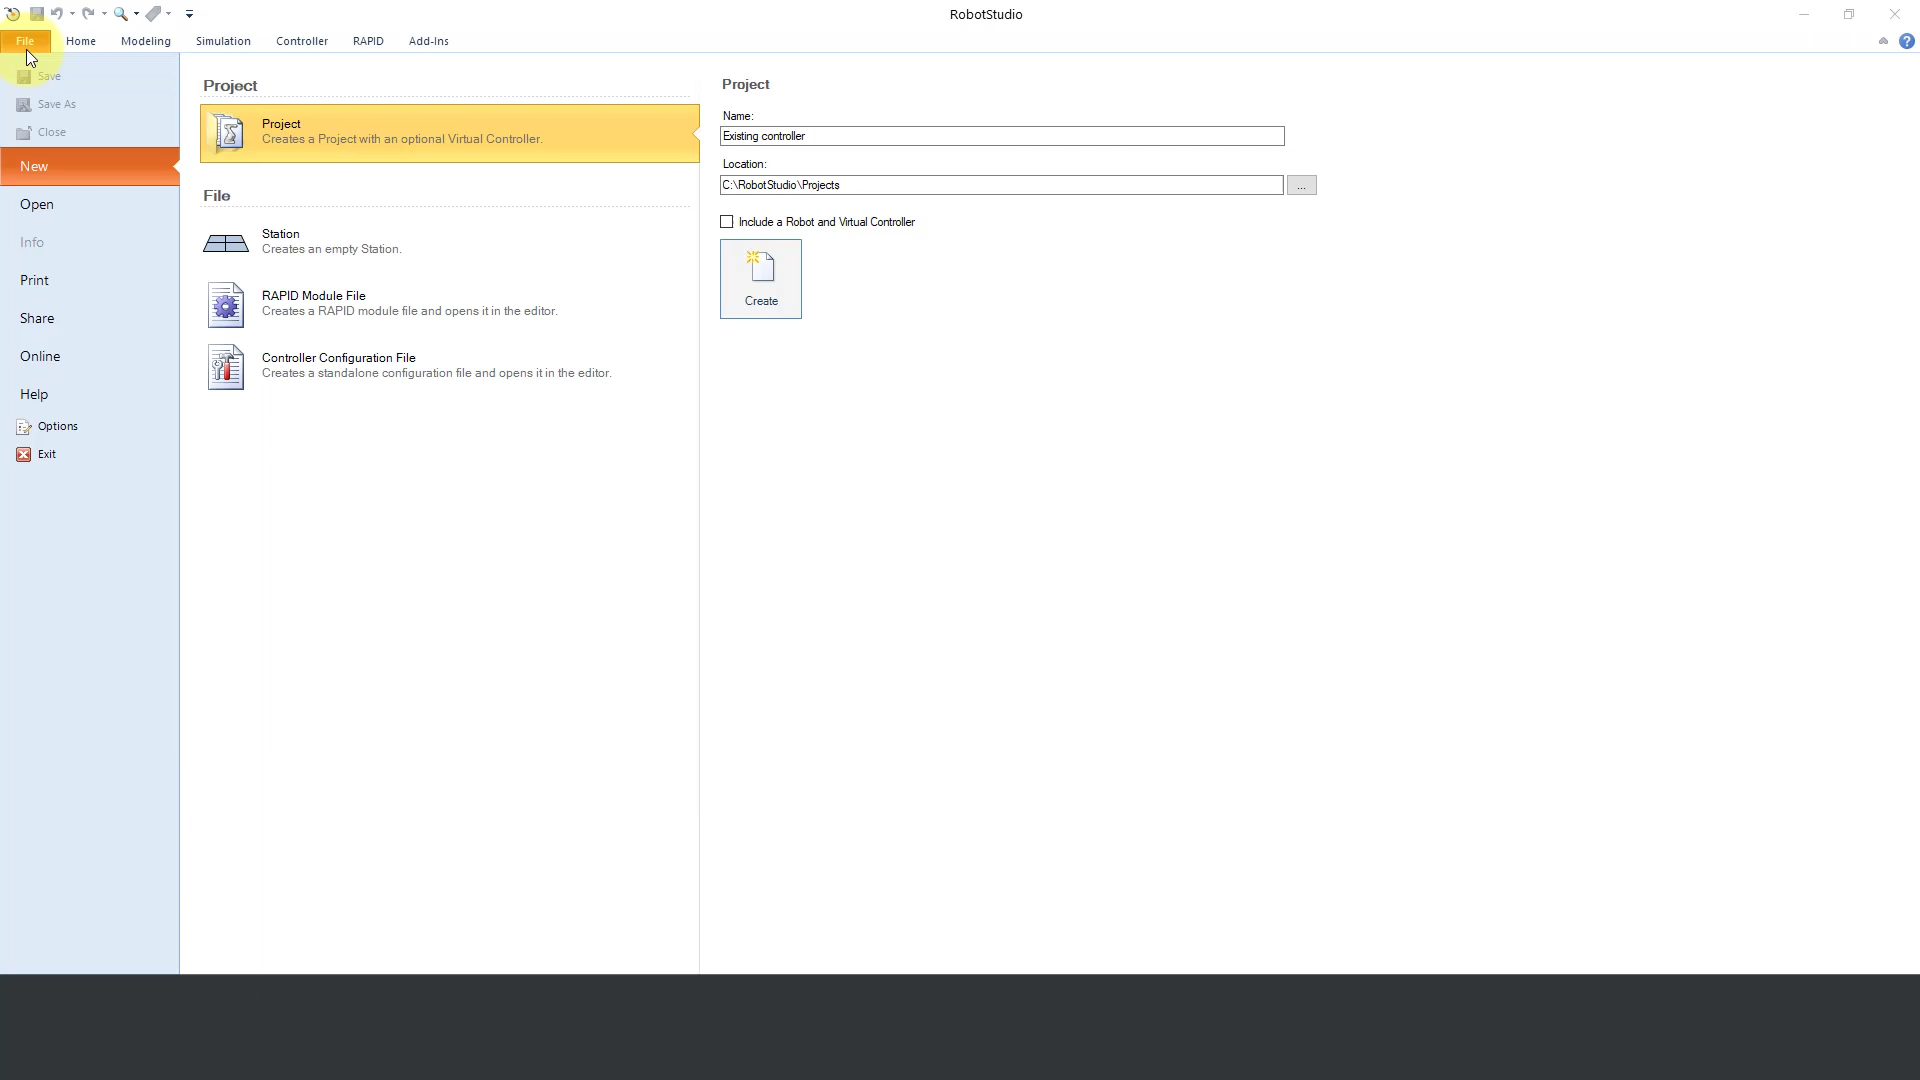 RobotStudio
File Home Modeling Simulation Controller RAPID Add-Ins
Save
Save As
Close
New
Open
Info
Print
Share
Online
Help
Options
Exit
Project
Project
Creates a Project with an optional Virtual Controller.
File
Station
Creates an empty Station.
RAPID Module File
Creates a RAPID module file and opens it in the editor.
Controller Configuration File
Creates a standalone configuration file and opens it in the editor.
Project
Name:
Existing controller
Location:
C:\RobotStudio\Projects
...
Include a Robot and Virtual Controller
Create